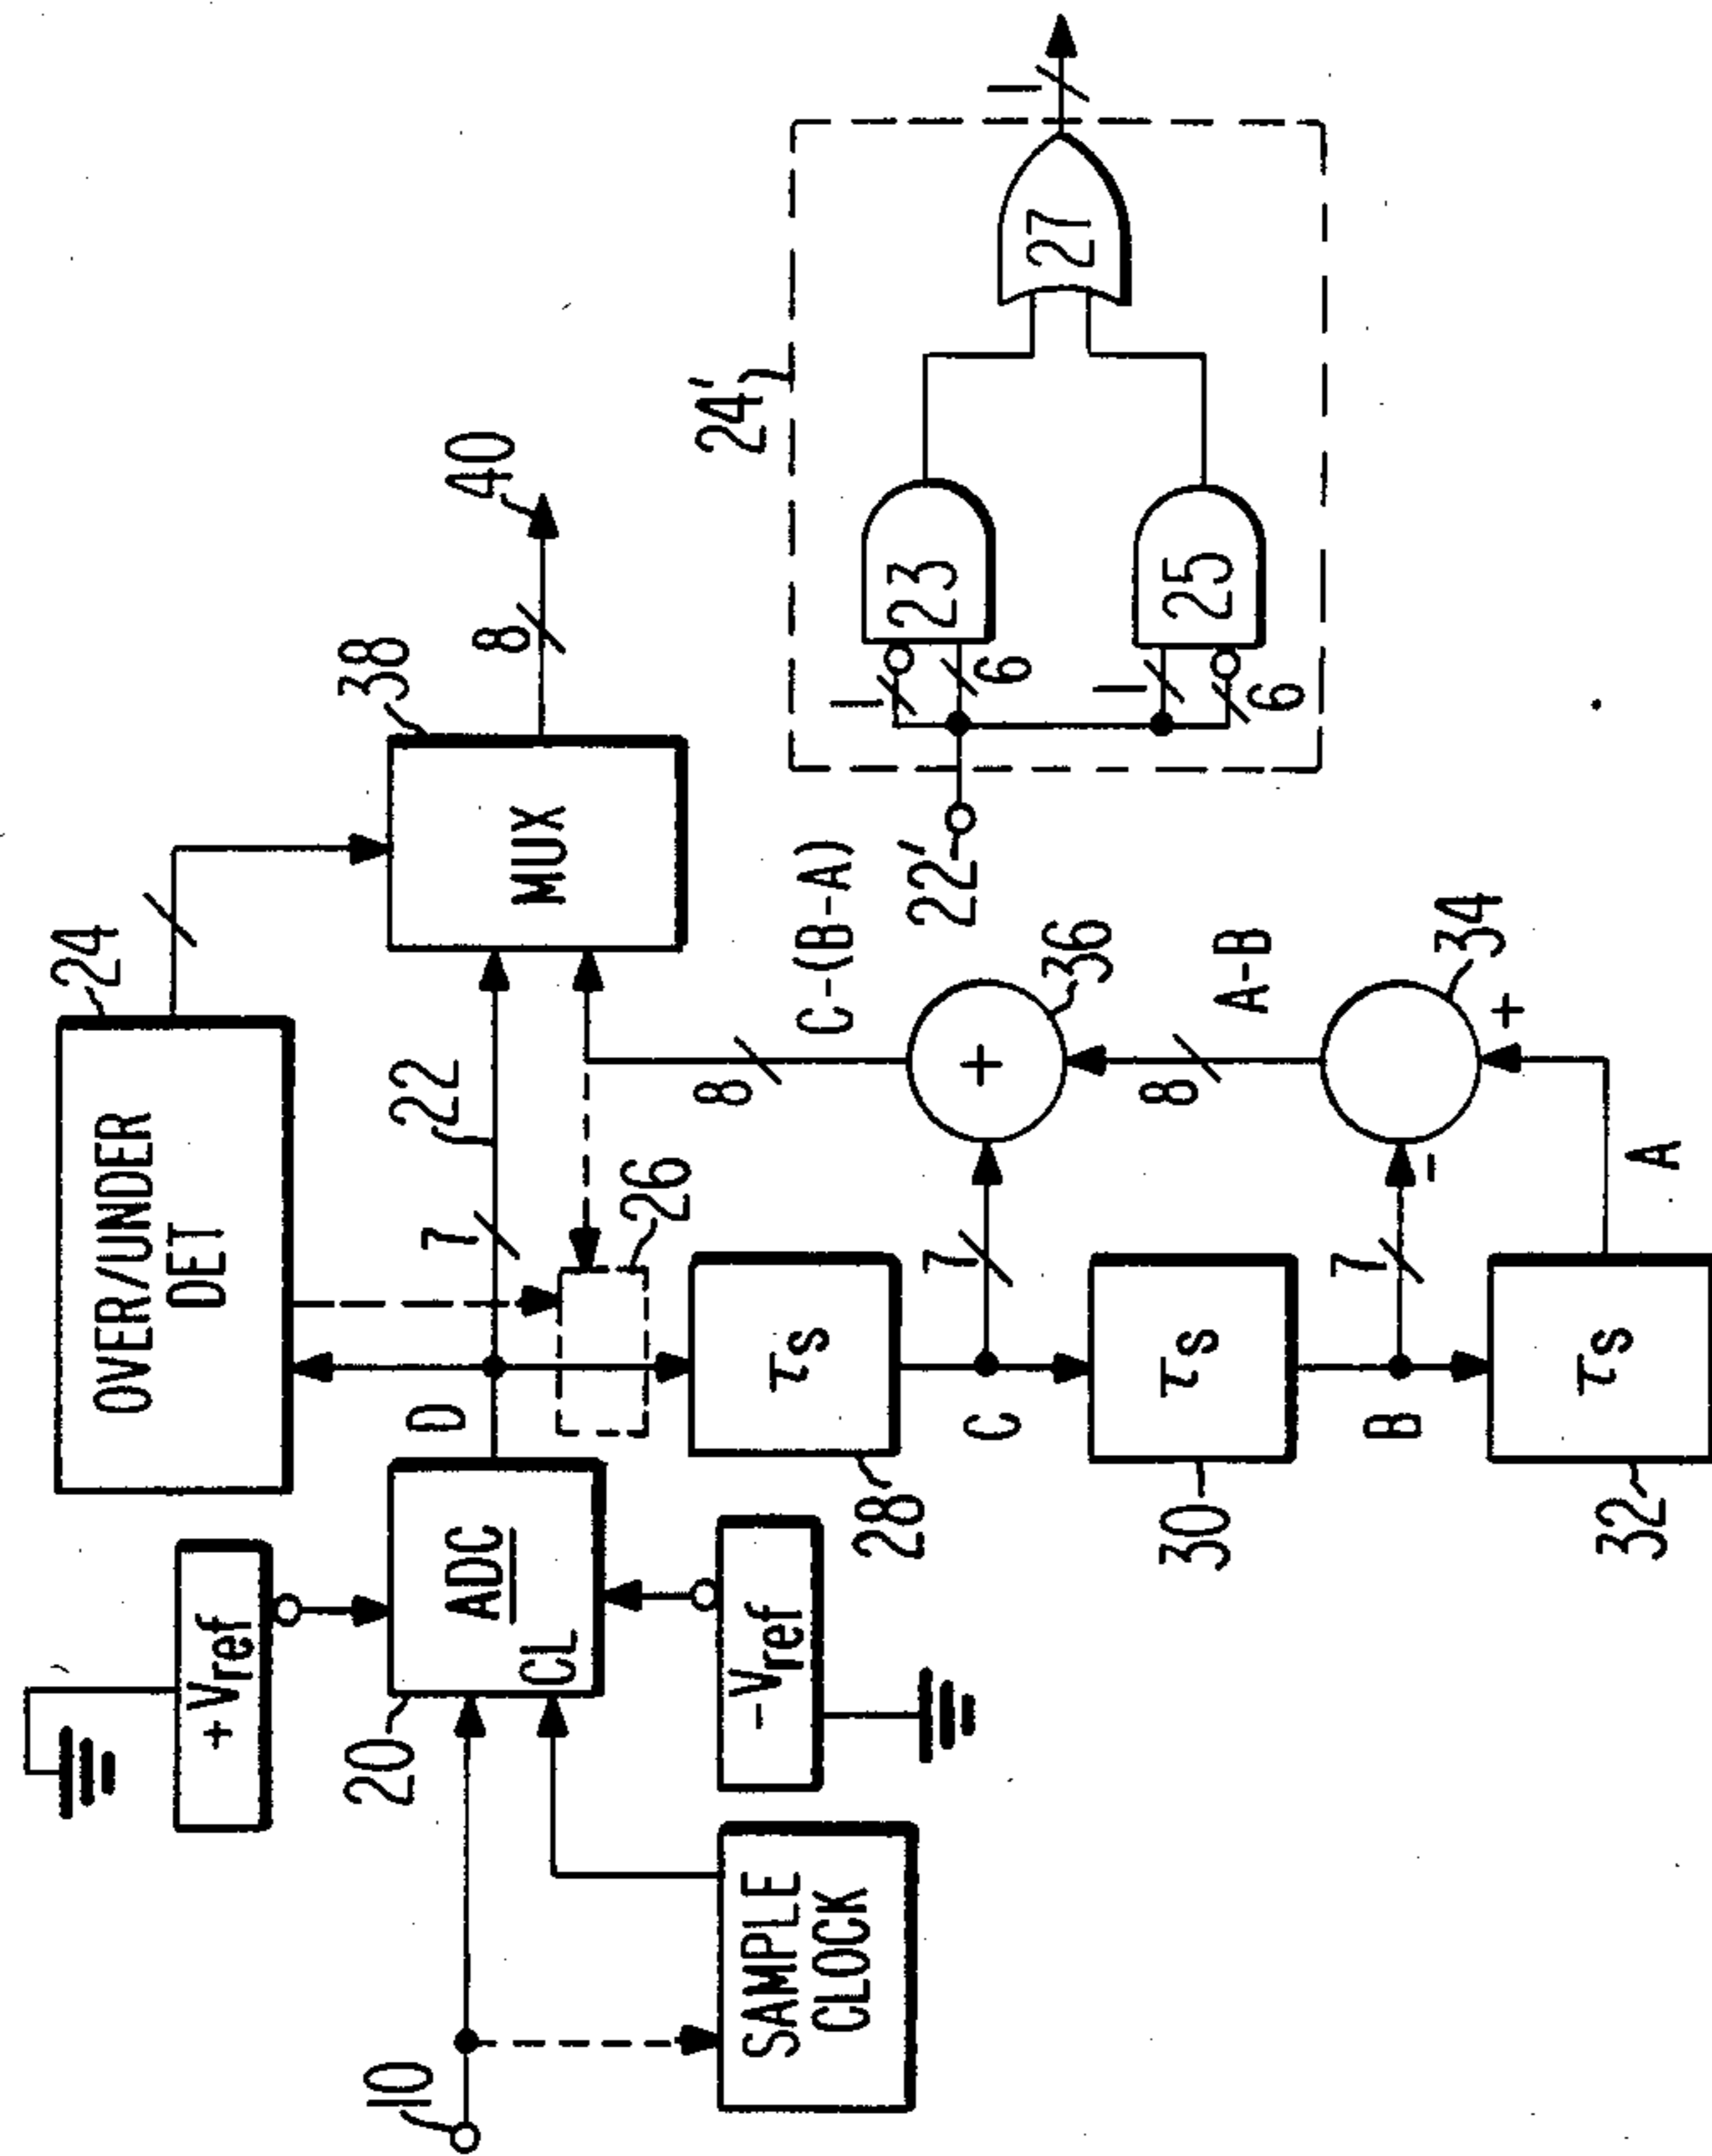 10
SAMPLE
CLOCK
+Vref
20
ADC
CL
-Vref
OVER/UNDER
DET
24
D
7
22
26
τs
28
C
7
τs
30
B
7
τs
32
A
-
+
34
A-B
8
+
36
8
C-(B-A)
MUX
38
8
40
22'
24'
1
6
23
1
6
25
27
1